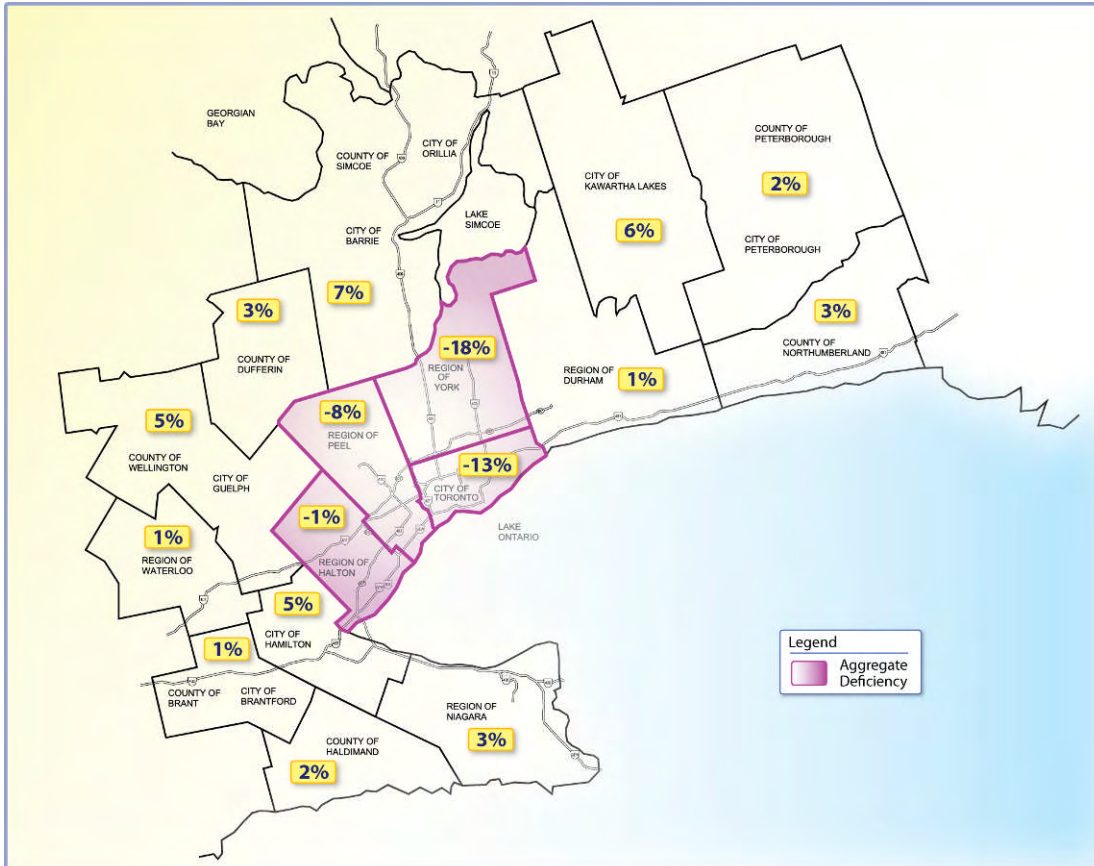 GEORGIAN
BAY
COUNTY OF
SIMCOE
CITY OF
ORILLIA
CITY OF
BARRIE
7%
LAKE
SIMCOE
CITY OF
KAWARTHA LAKES
6%
COUNTY OF
PETERBOROUGH
2%
CITY OF
PETERBOROUGH
3%
COUNTY OF
NORTHUMBERLAND
3%
COUNTY OF
DUFFERIN
-18%
REGION
OF
YORK
REGION OF
DURHAM
1%
-8%
REGION OF
PEEL
5%
COUNTY OF
WELLINGTON
CITY OF
GUELPH
-13%
CITY OF
TORONTO
-1%
REGION OF
HALTON
LAKE
ONTARIO
1%
REGION OF
WATERLOO
5%
CITY OF
HAMILTON
1%
COUNTY OF
BRANT
CITY OF
BRANTFORD
REGION OF
NIAGARA
3%
COUNTY OF
HALDIMAND
2%
Legend
Aggregate
Deficiency